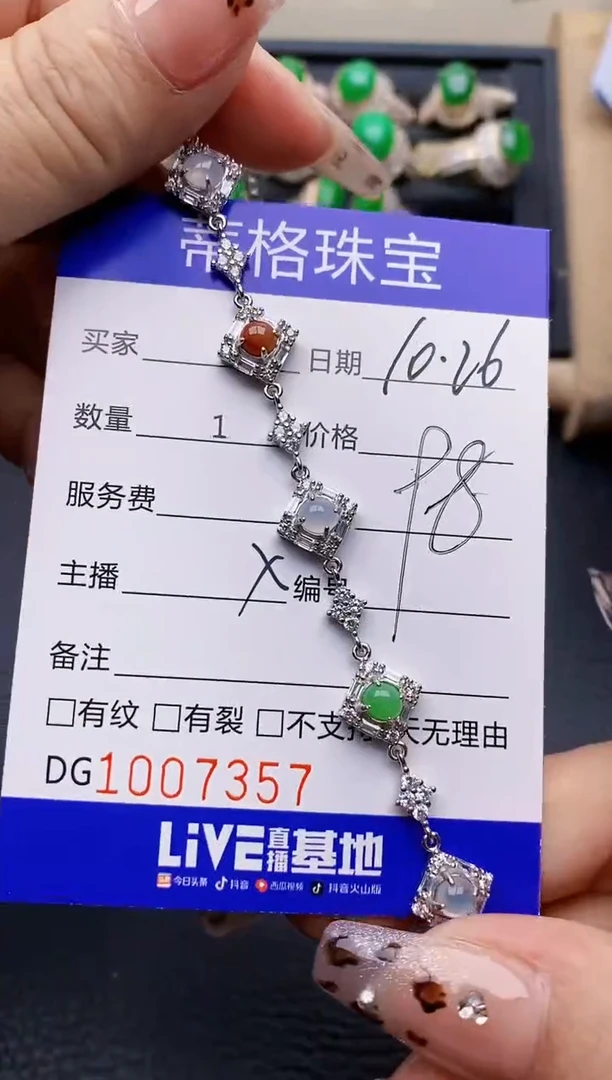 蒂格珠宝
买家 日期 10.26
数量 1 价格 98
服务费
主播 X 编号
备注
□有纹 □有裂 □不支持 天无理由
DG1007357
LiVE直播基地
今日头条 抖音 西瓜视频 抖音火山版